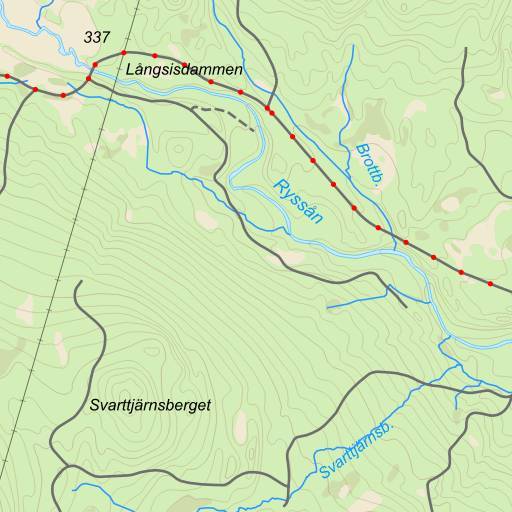 337
Långsisdammen
Brottb.
Ryssån
Svarttjärnsberget
Svarttjärnsb.